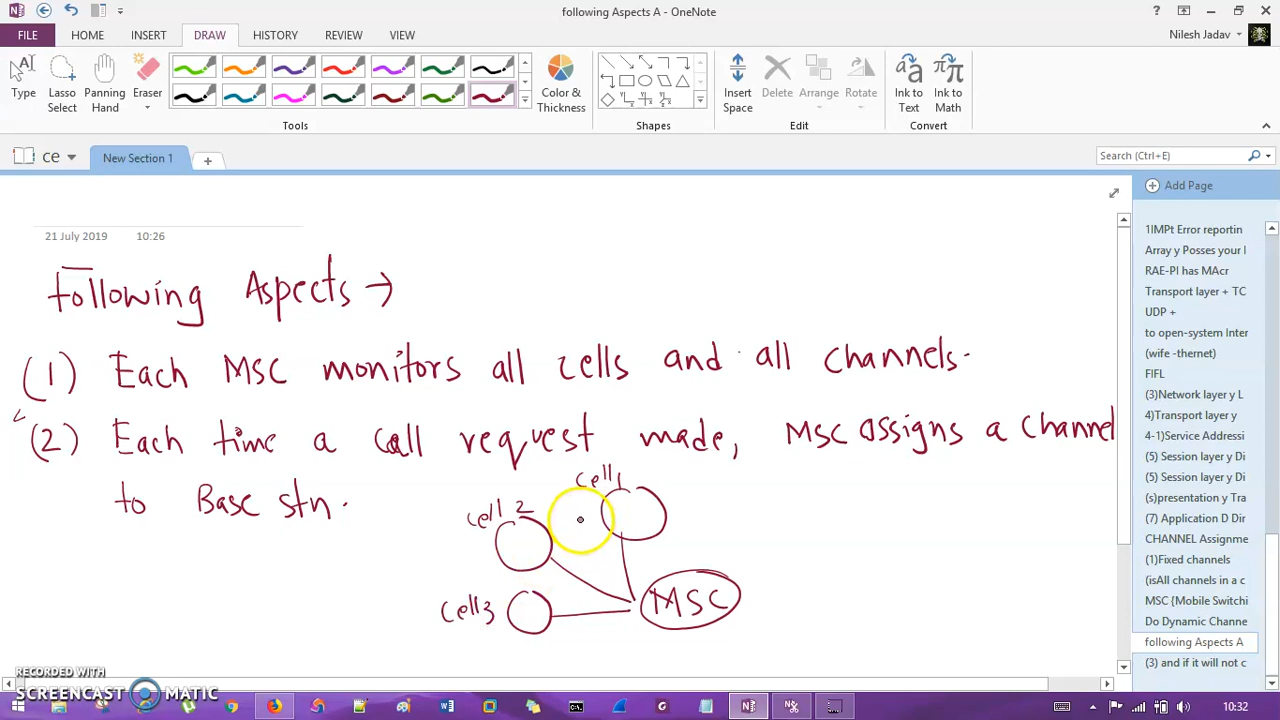 following Aspects A - OneNote
FILE HOME INSERT DRAW HISTORY REVIEW VIEW
Nilesh Jadav
Type
Lasso Select
Panning Hand
Eraser
Color & Thickness
Insert Space
Delete
Arrange
Rotate
Ink to Text
Ink to Math
Tools Shapes Edit Convert
ce
New Section 1
Search (Ctrl+E)
Add Page
21 July 2019 10:26
Following Aspects →
(1) Each MSC monitors all cells and all channels.
(2) Each time a call request made, MSC assigns a channel
to Base stn.
Cell 1
Cell 2
Cell 3
MSC
1IMPt Error reportin
Array y Posses your I
RAE-PI has MAcr
Transport layer + TC
UDP +
to open-system Inter
(wife -thernet)
FIFL
(3)Network layer y L
4)Transport layer y
4-1)Service Addressi
(5) Session layer y Di
(5) Session layer y Di
(s)presentation y Tra
(7) Application D Dir
CHANNEL Assignme
(1)Fixed channels
(isAll channels in a c
MSC {Mobile Switchi
Do Dynamic Channe
following Aspects A
(3) and if it will not c
RECORDED WITH
SCREENCAST MATIC
10:32